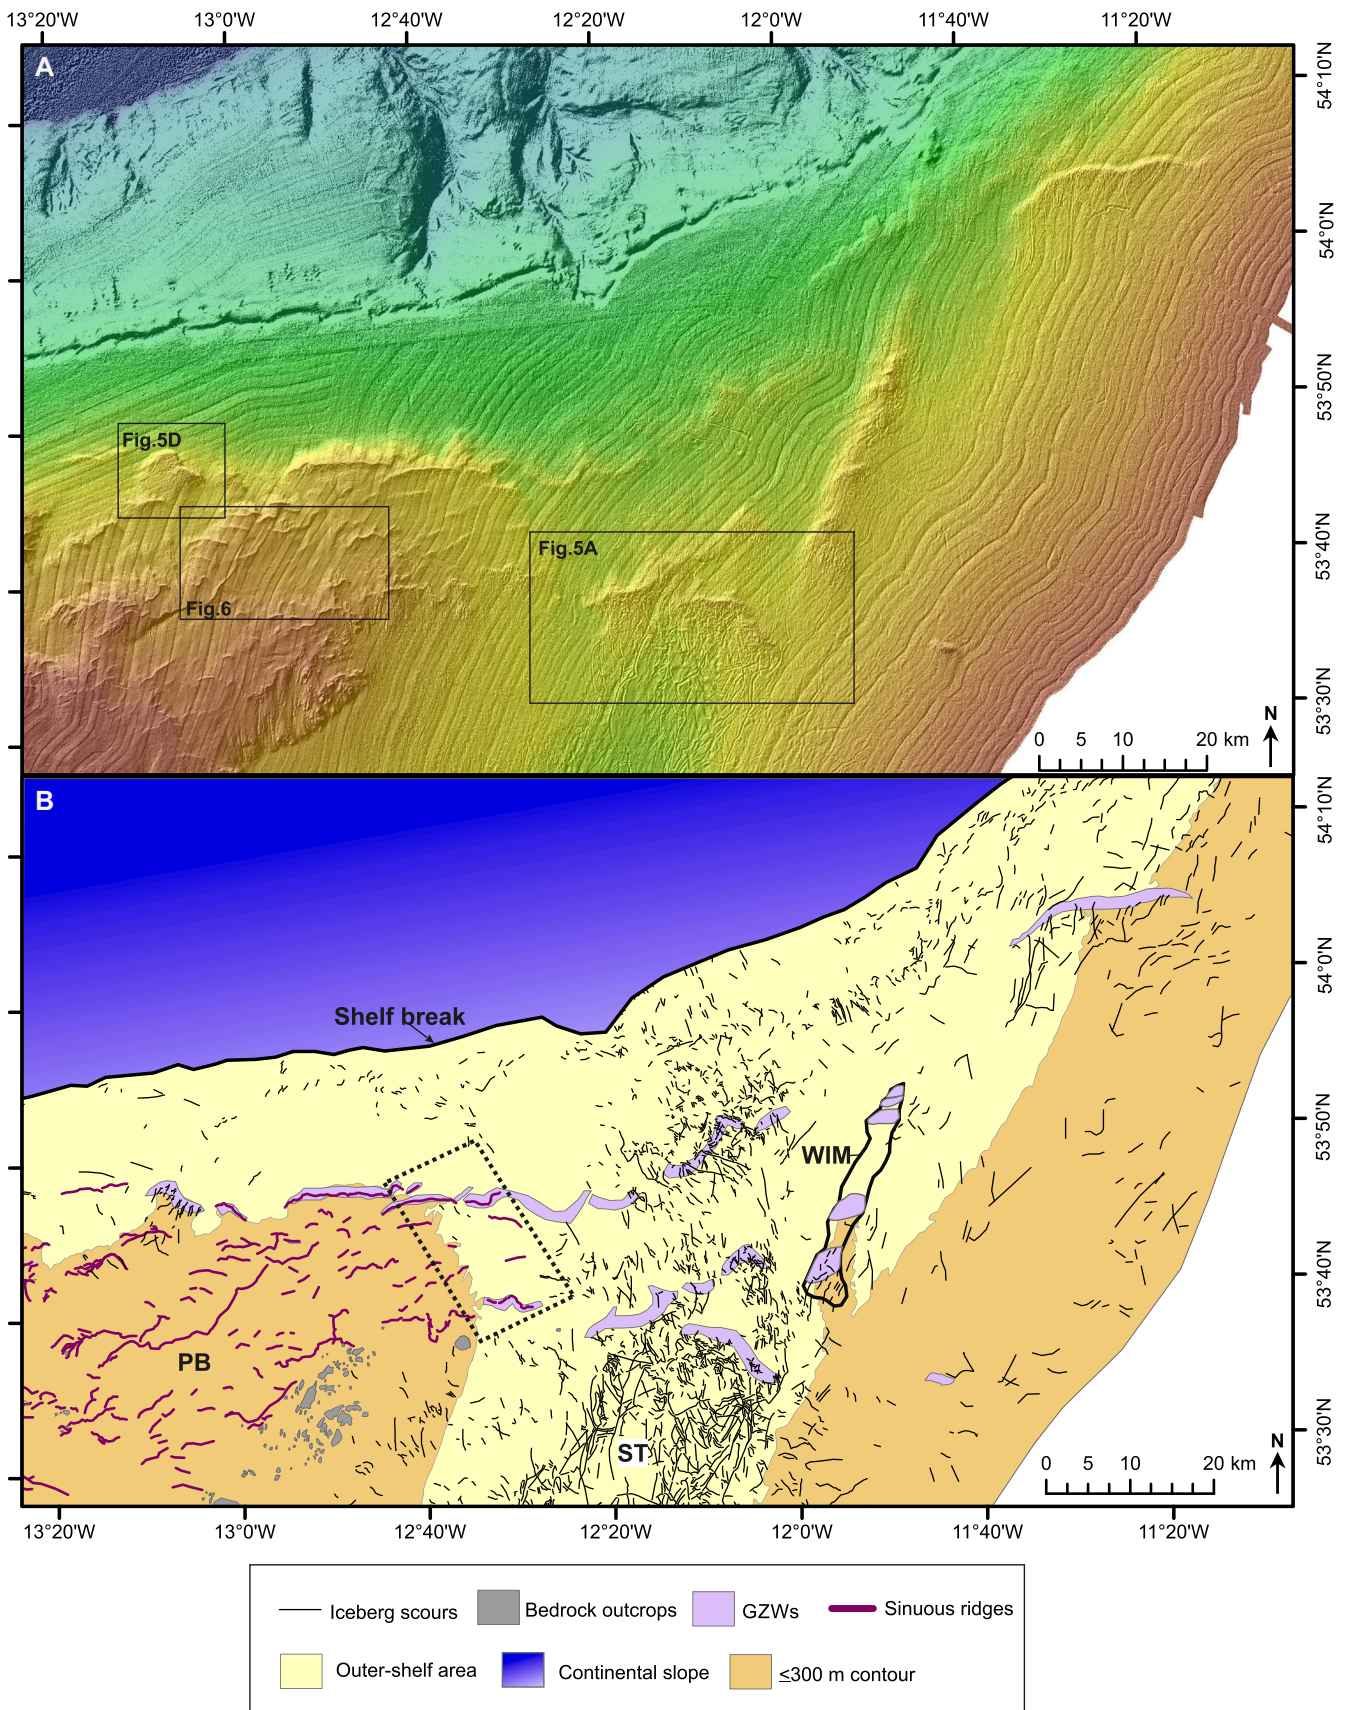 13°20'W 13°0'W 12°40'W 12°20'W 12°0'W 11°40'W 11°20'W
A
54°10'N
54°0'N
53°50'N
Fig.5D
53°40'N
Fig.5A
Fig.6
53°30'N
N
0 5 10 20 km
B
54°10'N
54°0'N
Shelf break
53°50'N
WIM
53°40'N
PB
53°30'N
ST
N
0 5 10 20 km
13°20'W 13°0'W 12°40'W 12°20'W 12°0'W 11°40'W 11°20'W
Iceberg scours Bedrock outcrops GZWs Sinuous ridges
Outer-shelf area Continental slope ≤300 m contour